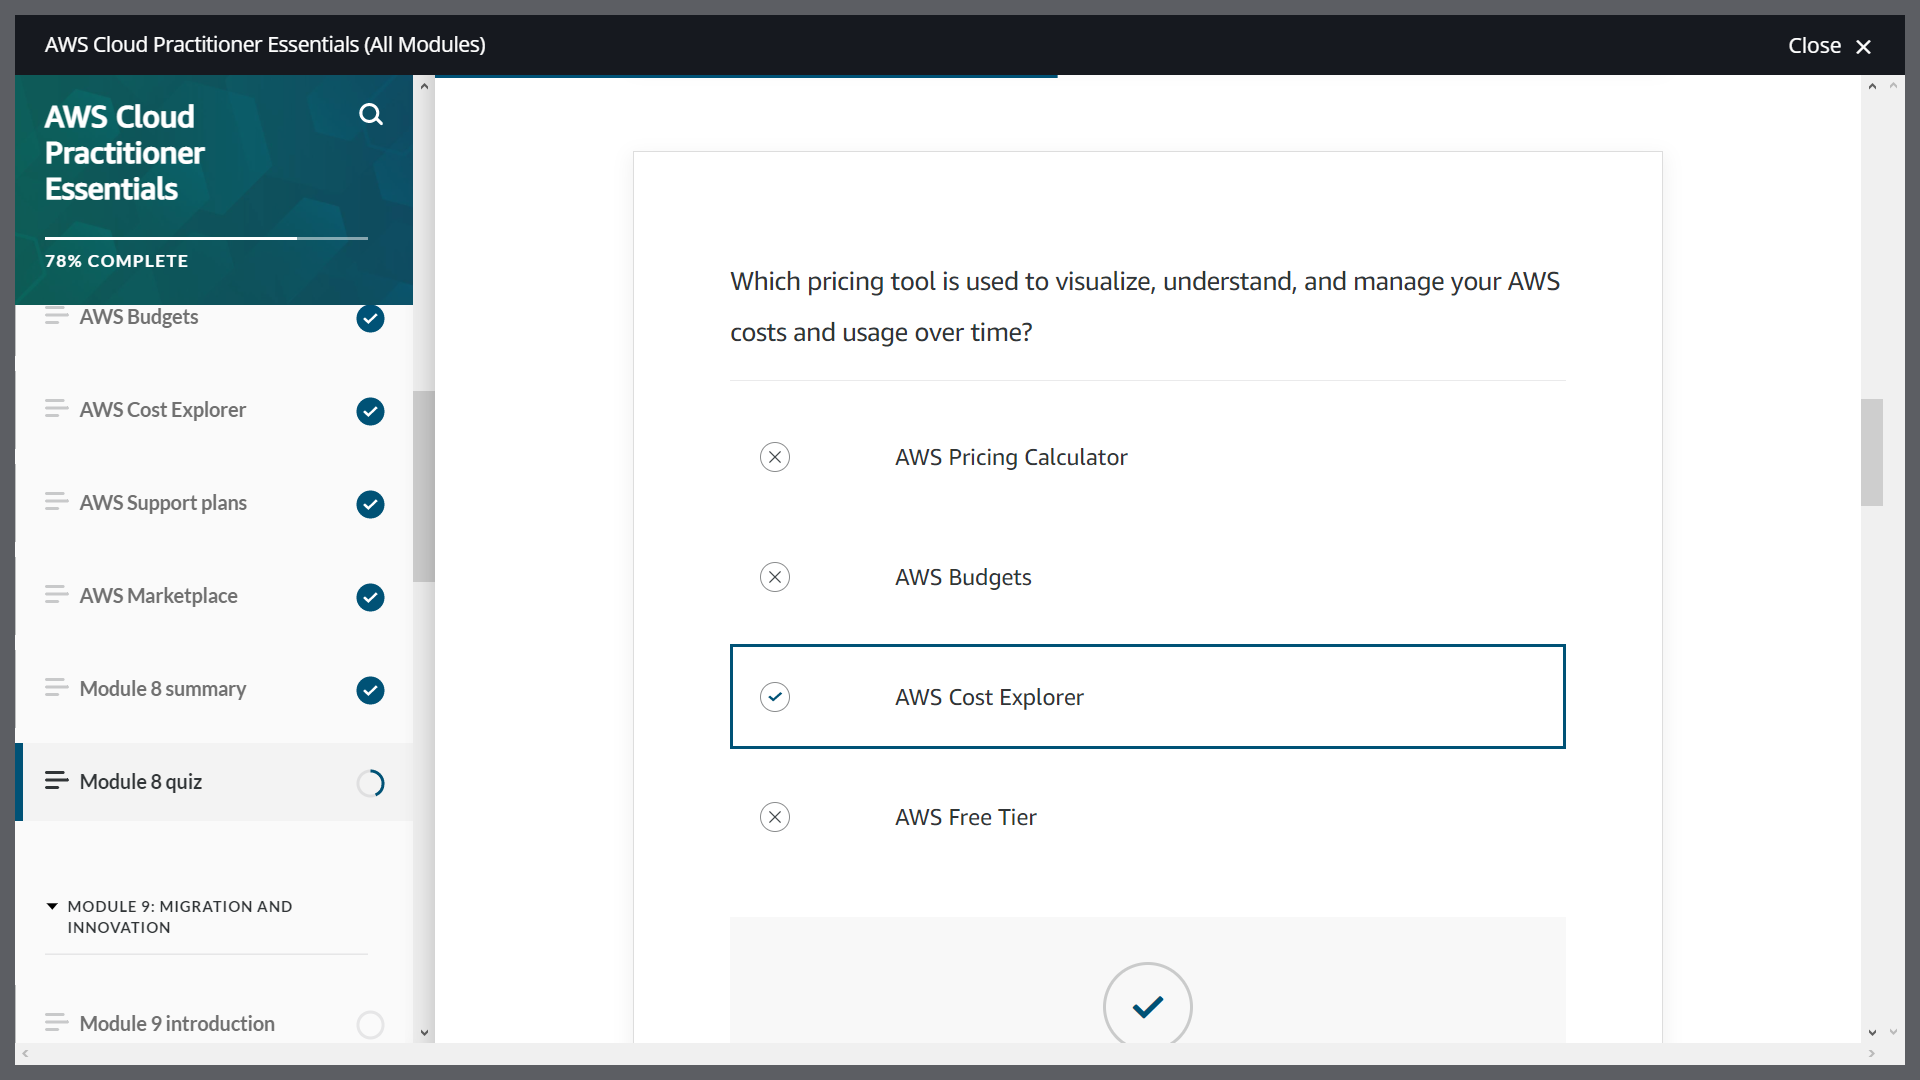 AWS Cloud Practitioner Essentials (All Modules)
Close
AWS Cloud
Practitioner
Essentials
78% COMPLETE
AWS Budgets
AWS Cost Explorer
AWS Support plans
AWS Marketplace
Module 8 summary
Module 8 quiz
MODULE 9: MIGRATION AND
INNOVATION
Module 9 introduction
Which pricing tool is used to visualize, understand, and manage your AWS
costs and usage over time?
AWS Pricing Calculator
AWS Budgets
AWS Cost Explorer
AWS Free Tier